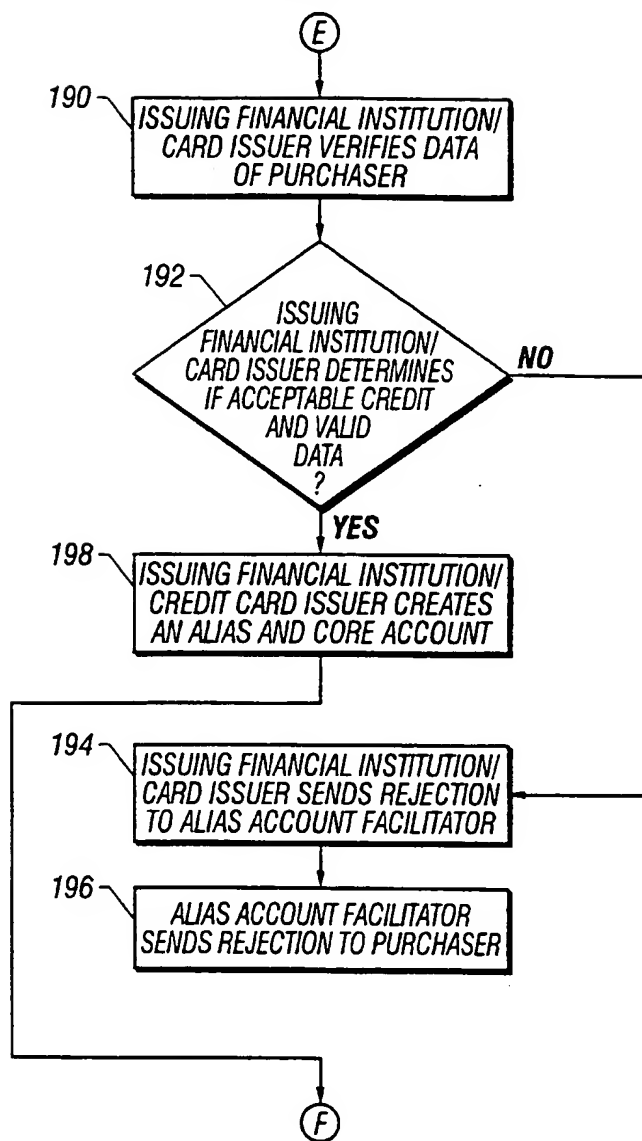 E
190
ISSUING FINANCIAL INSTITUTION/
CARD ISSUER VERIFIES DATA
OF PURCHASER
192
ISSUING
FINANCIAL INSTITUTION/
CARD ISSUER DETERMINES
IF ACCEPTABLE CREDIT
AND VALID
DATA
?
NO
YES
198
ISSUING FINANCIAL INSTITUTION/
CREDIT CARD ISSUER CREATES
AN ALIAS AND CORE ACCOUNT
194
ISSUING FINANCIAL INSTITUTION/
CARD ISSUER SENDS REJECTION
TO ALIAS ACCOUNT FACILITATOR
196
ALIAS ACCOUNT FACILITATOR
SENDS REJECTION TO PURCHASER
F